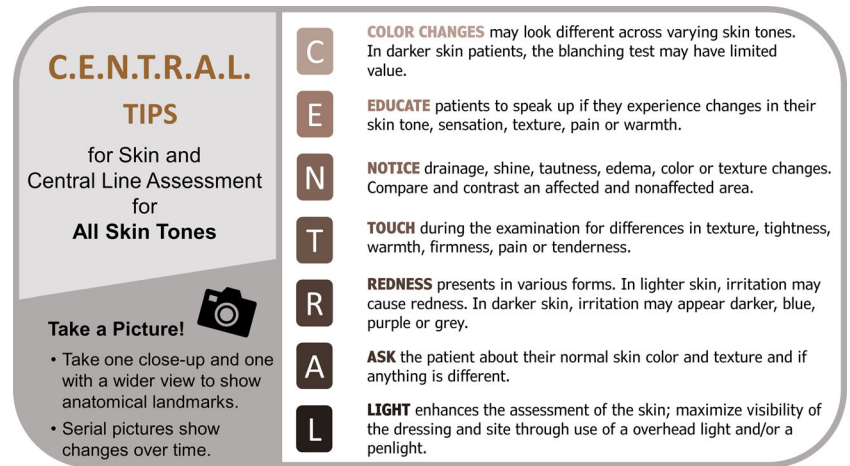 C.E.N.T.R.A.L.
TIPS
for Skin and
Central Line Assessment
for
All Skin Tones
Take a Picture!
• Take one close-up and one
with a wider view to show
anatomical landmarks.
• Serial pictures show
changes over time.
C
COLOR CHANGES may look different across varying skin tones.
In darker skin patients, the blanching test may have limited
value.
E
EDUCATE patients to speak up if they experience changes in their
skin tone, sensation, texture, pain or warmth.
N
NOTICE drainage, shine, tautness, edema, color or texture changes.
Compare and contrast an affected and nonaffected area.
T
TOUCH during the examination for differences in texture, tightness,
warmth, firmness, pain or tenderness.
R
REDNESS presents in various forms. In lighter skin, irritation may
cause redness. In darker skin, irritation may appear darker, blue,
purple or grey.
A
ASK the patient about their normal skin color and texture and if
anything is different.
L
LIGHT enhances the assessment of the skin; maximize visibility of
the dressing and site through use of a overhead light and/or a
penlight.